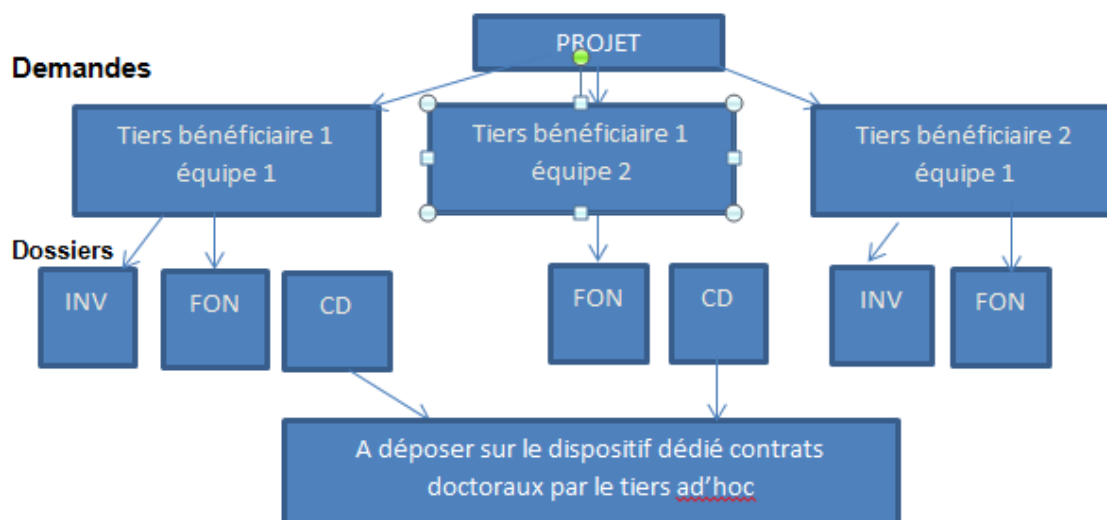 PROJET
Demandes
Tiers bénéficiaire 1
équipe 1
Tiers bénéficiaire 1
équipe 2
Tiers bénéficiaire 2
équipe 1
Dossiers
INV
FON
CD
FON
CD
INV
FON
A déposer sur le dispositif dédié contrats
doctoraux par le tiers ad’hoc